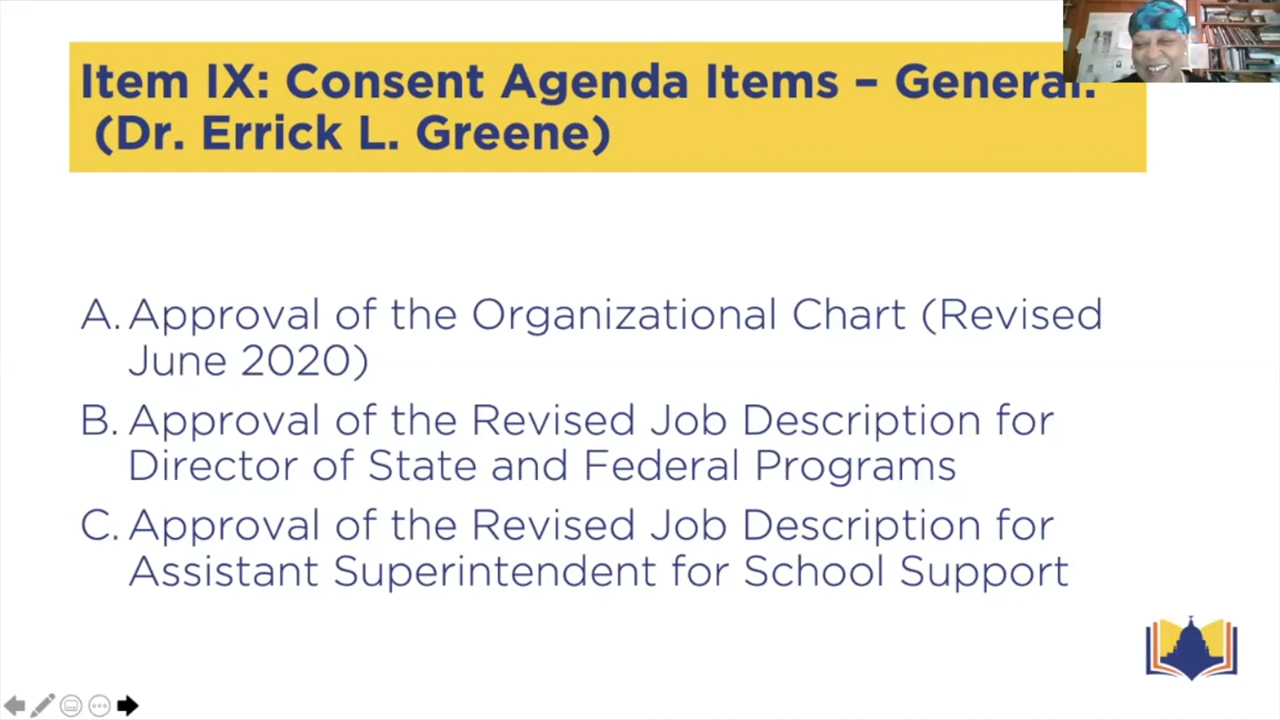 Item IX: Consent Agenda Items – General:
(Dr. Errick L. Greene)
A. Approval of the Organizational Chart (Revised
June 2020)
B. Approval of the Revised Job Description for
Director of State and Federal Programs
C. Approval of the Revised Job Description for
Assistant Superintendent for School Support